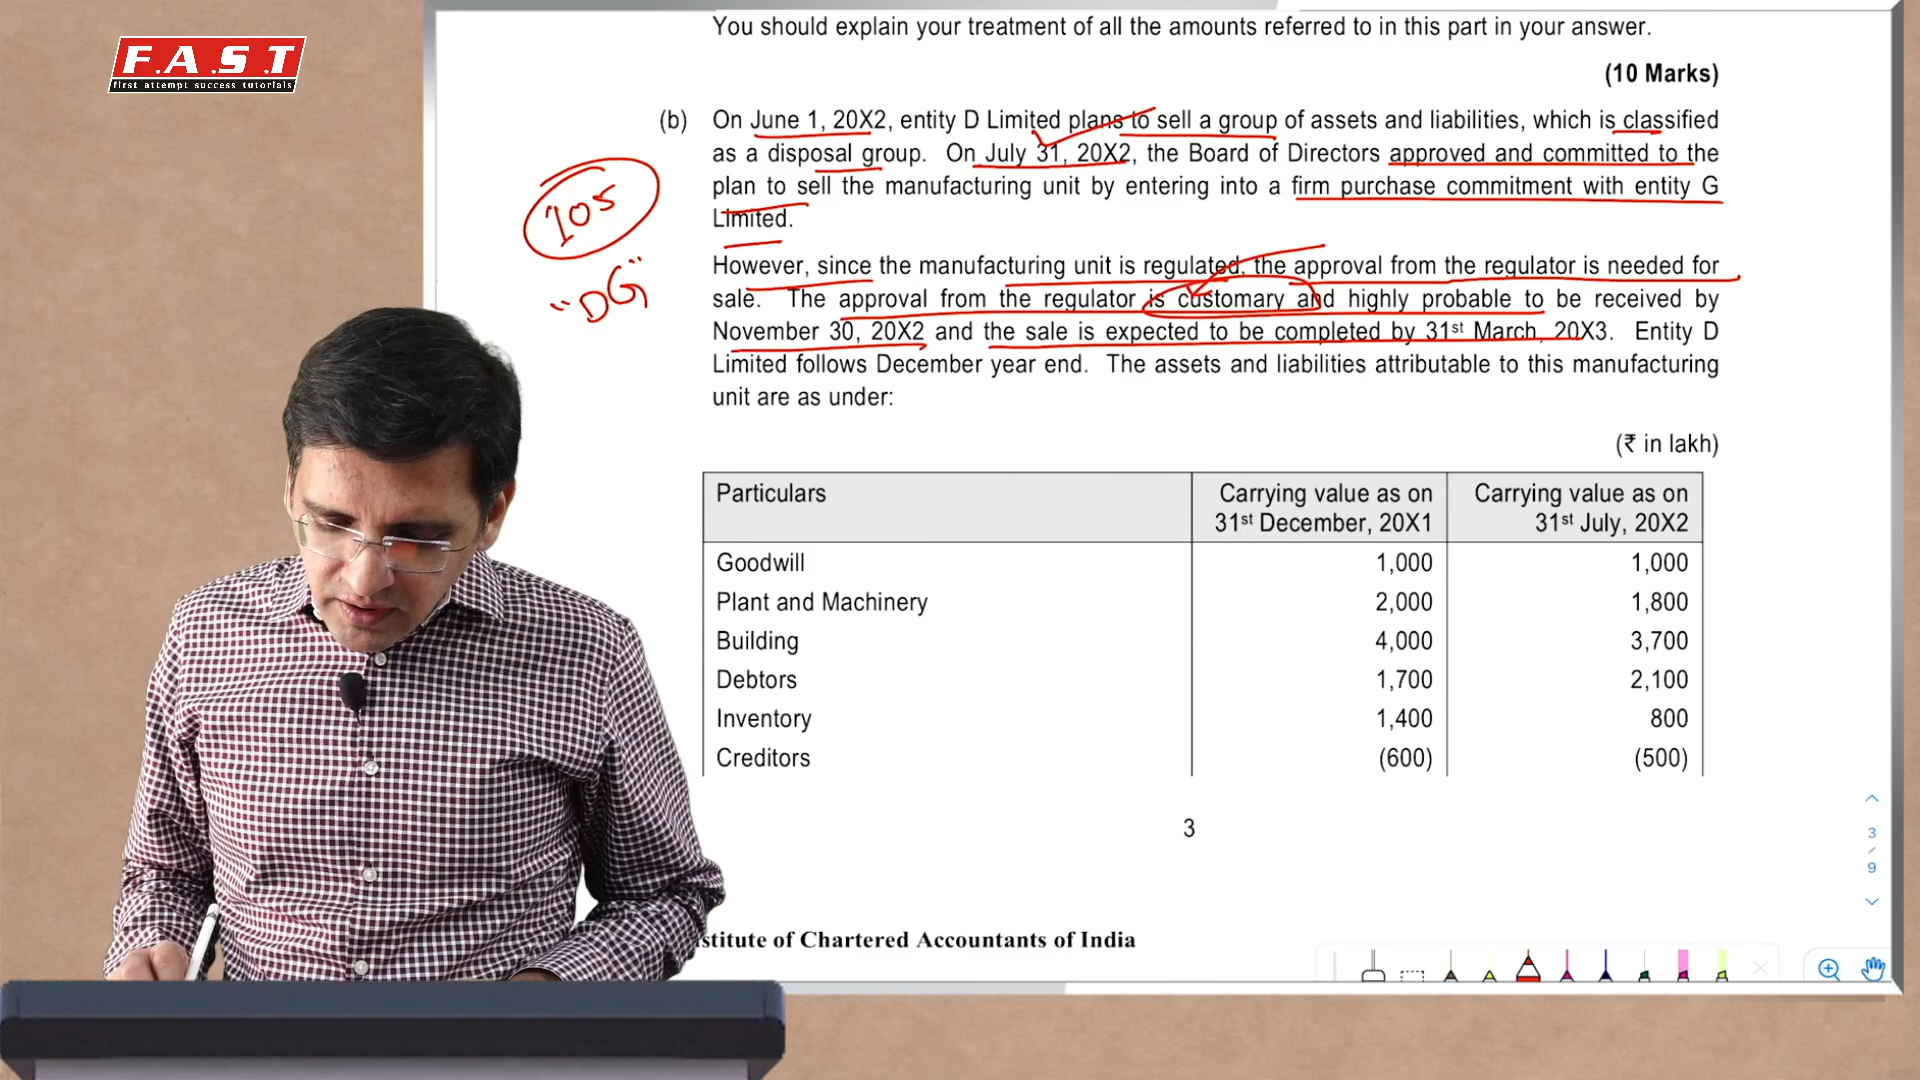 F.A.S.T
first attempt success tutorials
You should explain your treatment of all the amounts referred to in this part in your answer.
(10 Marks)
(b) On June 1, 20X2, entity D Limited plans to sell a group of assets and liabilities, which is classified
as a disposal group. On July 31, 20X2, the Board of Directors approved and committed to the
plan to sell the manufacturing unit by entering into a firm purchase commitment with entity G
Limited.
105
"DG"
However, since the manufacturing unit is regulated, the approval from the regulator is needed for
sale. The approval from the regulator is customary and highly probable to be received by
November 30, 20X2 and the sale is expected to be completed by 31st March, 20X3. Entity D
Limited follows December year end. The assets and liabilities attributable to this manufacturing
unit are as under:
(₹ in lakh)
Particulars Carrying value as on 31st December, 20X1 Carrying value as on 31st July, 20X2
Goodwill 1,000 1,000
Plant and Machinery 2,000 1,800
Building 4,000 3,700
Debtors 1,700 2,100
Inventory 1,400 800
Creditors (600) (500)
3
3
/
9
stitute of Chartered Accountants of India